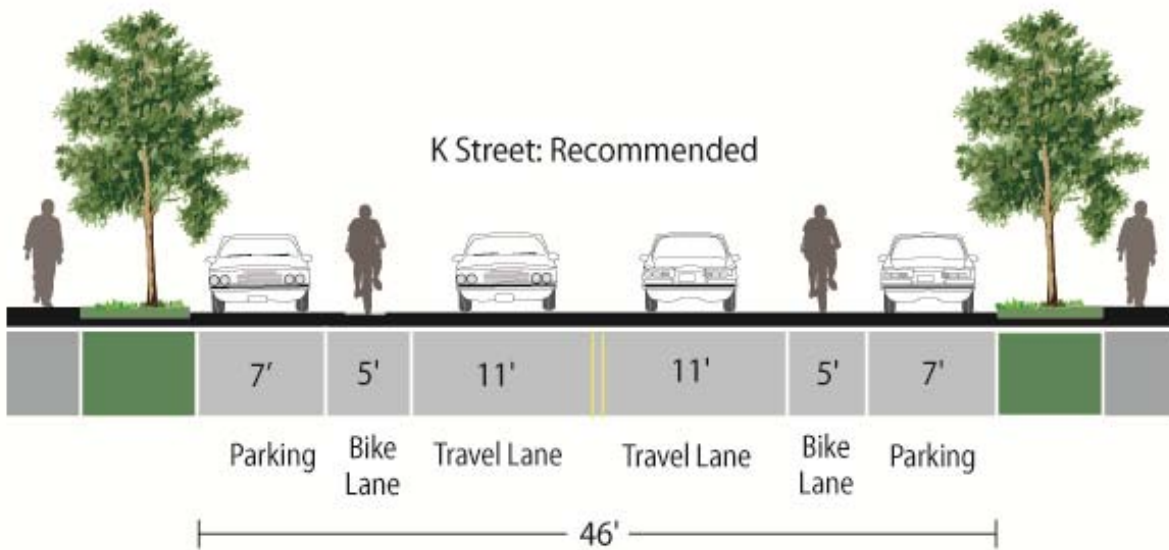 K Street: Recommended
7’ 5' 11' 11' 5' 7'
Parking Bike Lane Travel Lane Travel Lane Bike Lane Parking
46'